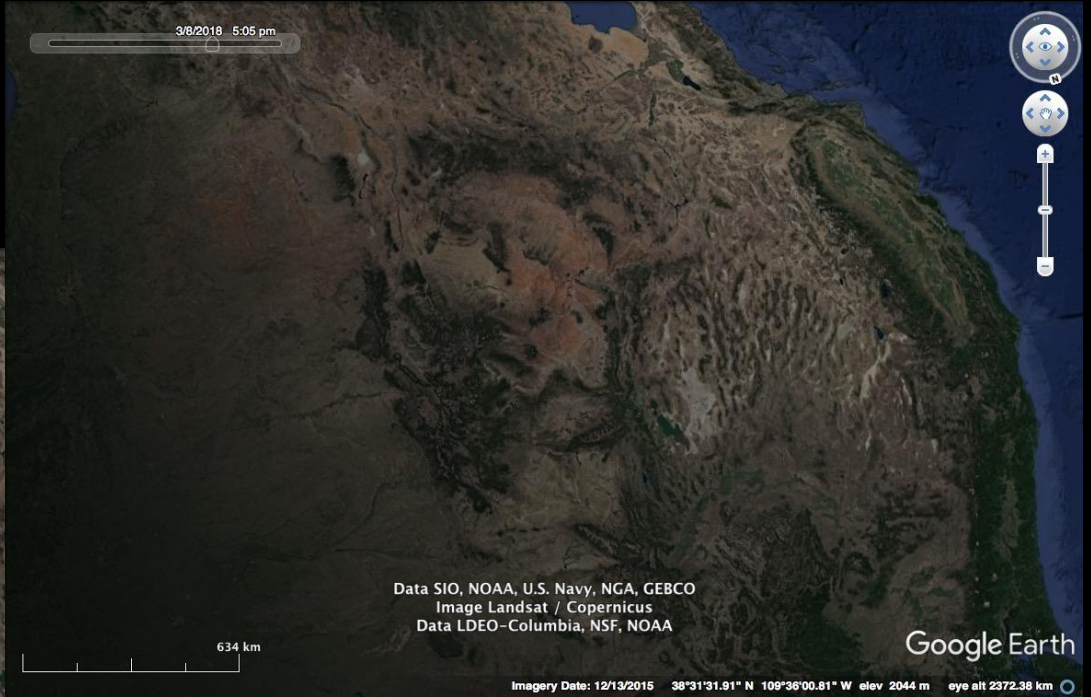 3/8/2018 5:05 pm
N
Data SIO, NOAA, U.S. Navy, NGA, GEBCO
Image Landsat / Copernicus
Data LDEO-Columbia, NSF, NOAA
634 km
Google Earth
Imagery Date: 12/13/2015 38°31'31.91" N 109°36'00.81" W elev 2044 m eye alt 2372.38 km